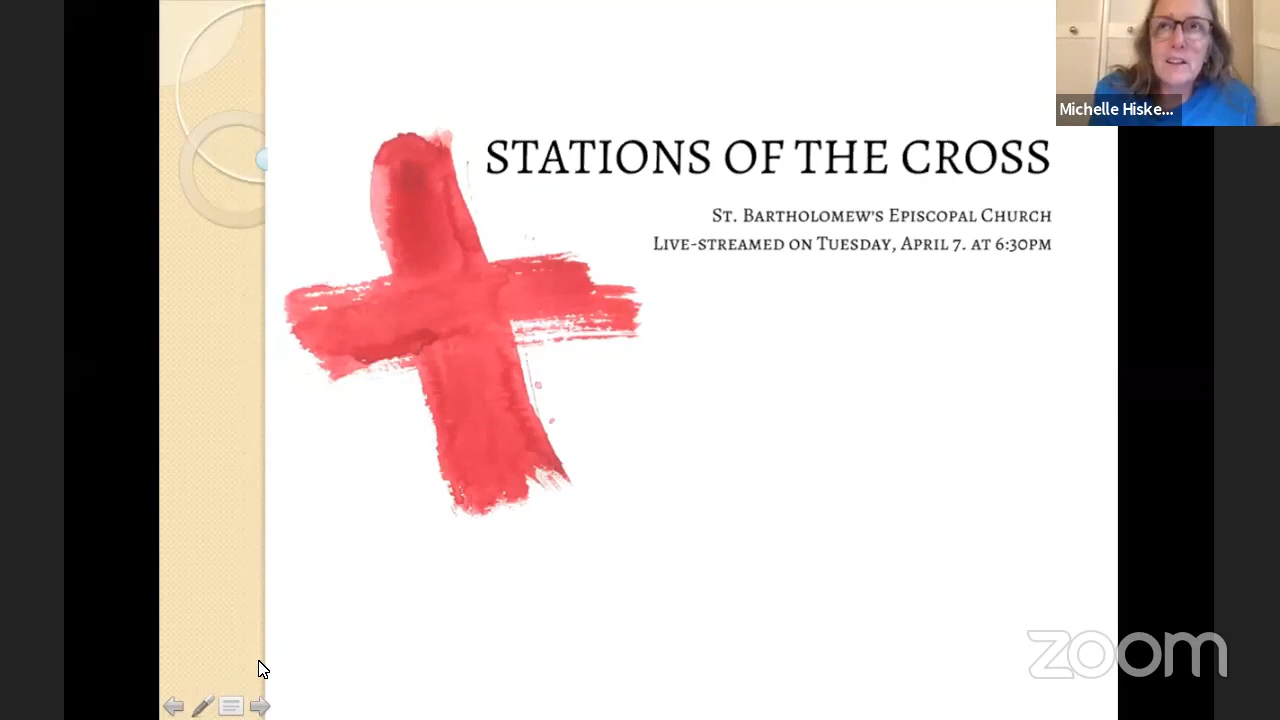 Michelle Hiske...
STATIONS OF THE CROSS
St. Bartholomew's Episcopal Church
Live-streamed on Tuesday, April 7. at 6:30pm
zoom